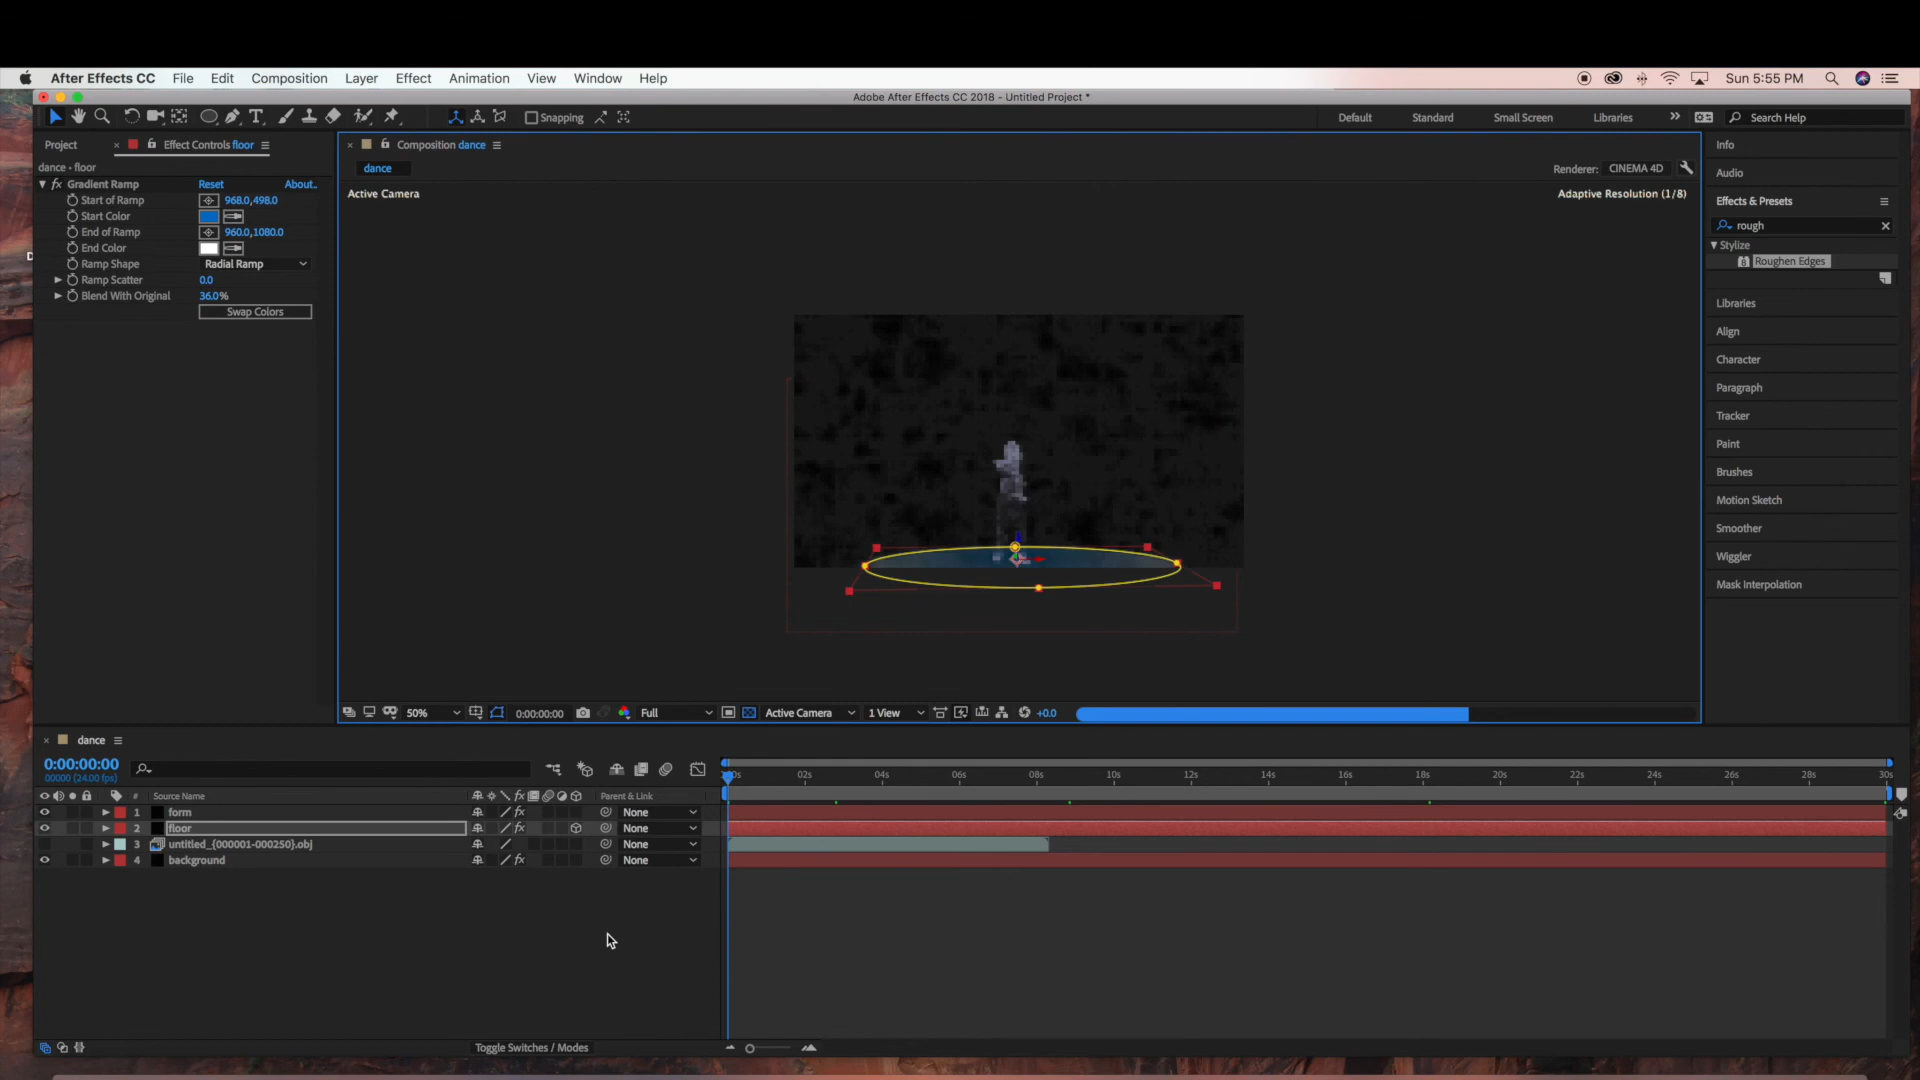 After Effects CC File Edit Composition Layer Effect Animation View Window Help Sun 5:55 PM
Adobe After Effects CC 2018 - Untitled Project *
Snapping Default Standard Small Screen Libraries Search Help
Project Effect Controls floor
Composition dance
Info
dance • floor
dance
Renderer: CINEMA 4D
Audio
fx Gradient Ramp Reset About..
Active Camera
Adaptive Resolution (1/8)
Start of Ramp 968.0,498.0
Effects & Presets
Start Color
rough
End of Ramp 960.0,1080.0
Stylize
End Color
Roughen Edges
Ramp Shape Radial Ramp
Ramp Scatter 0.0
Blend With Original 36.0%
Swap Colors
Libraries
Align
Character
Paragraph
Tracker
Paint
Brushes
Motion Sketch
Smoother
Wiggler
Mask Interpolation
50% 0:00:00:00 Full Active Camera 1 View +0.0
dance
0:00:00:00
00000 (24.00 fps)
02s 04s 06s 08s 10s 12s 14s 16s 18s 20s 22s 24s 26s 28s 30s
# Source Name fx Parent & Link
1 form fx None
2 floor fx None
3 untitled_{000001-000250}.obj None
4 background fx None
Toggle Switches / Modes